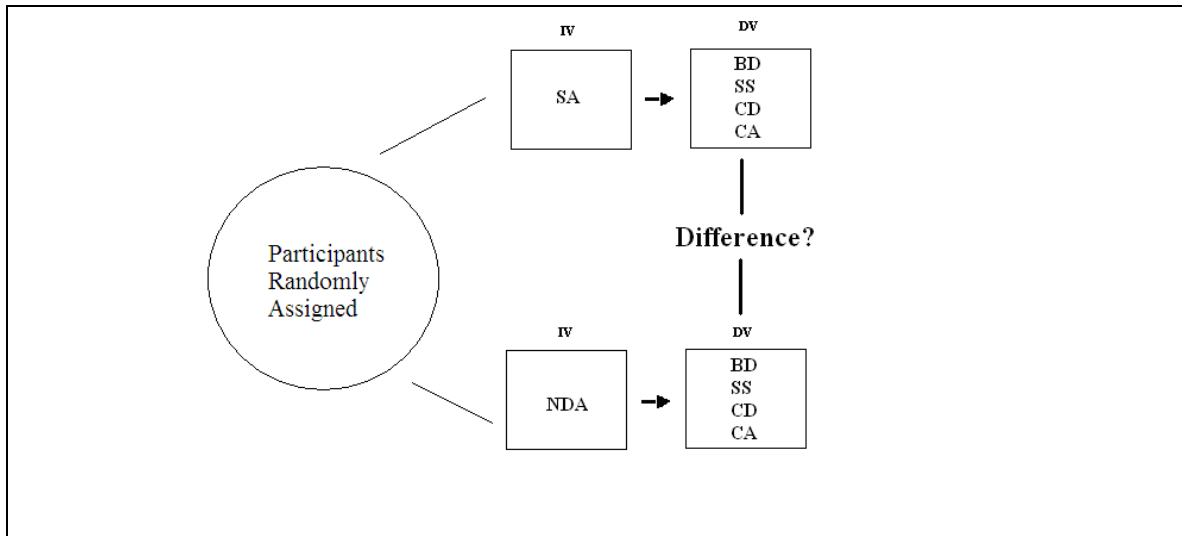 IV
DV
SA
BD
SS
CD
CA
Difference?
Participants
Randomly
Assigned
IV
DV
NDA
BD
SS
CD
CA